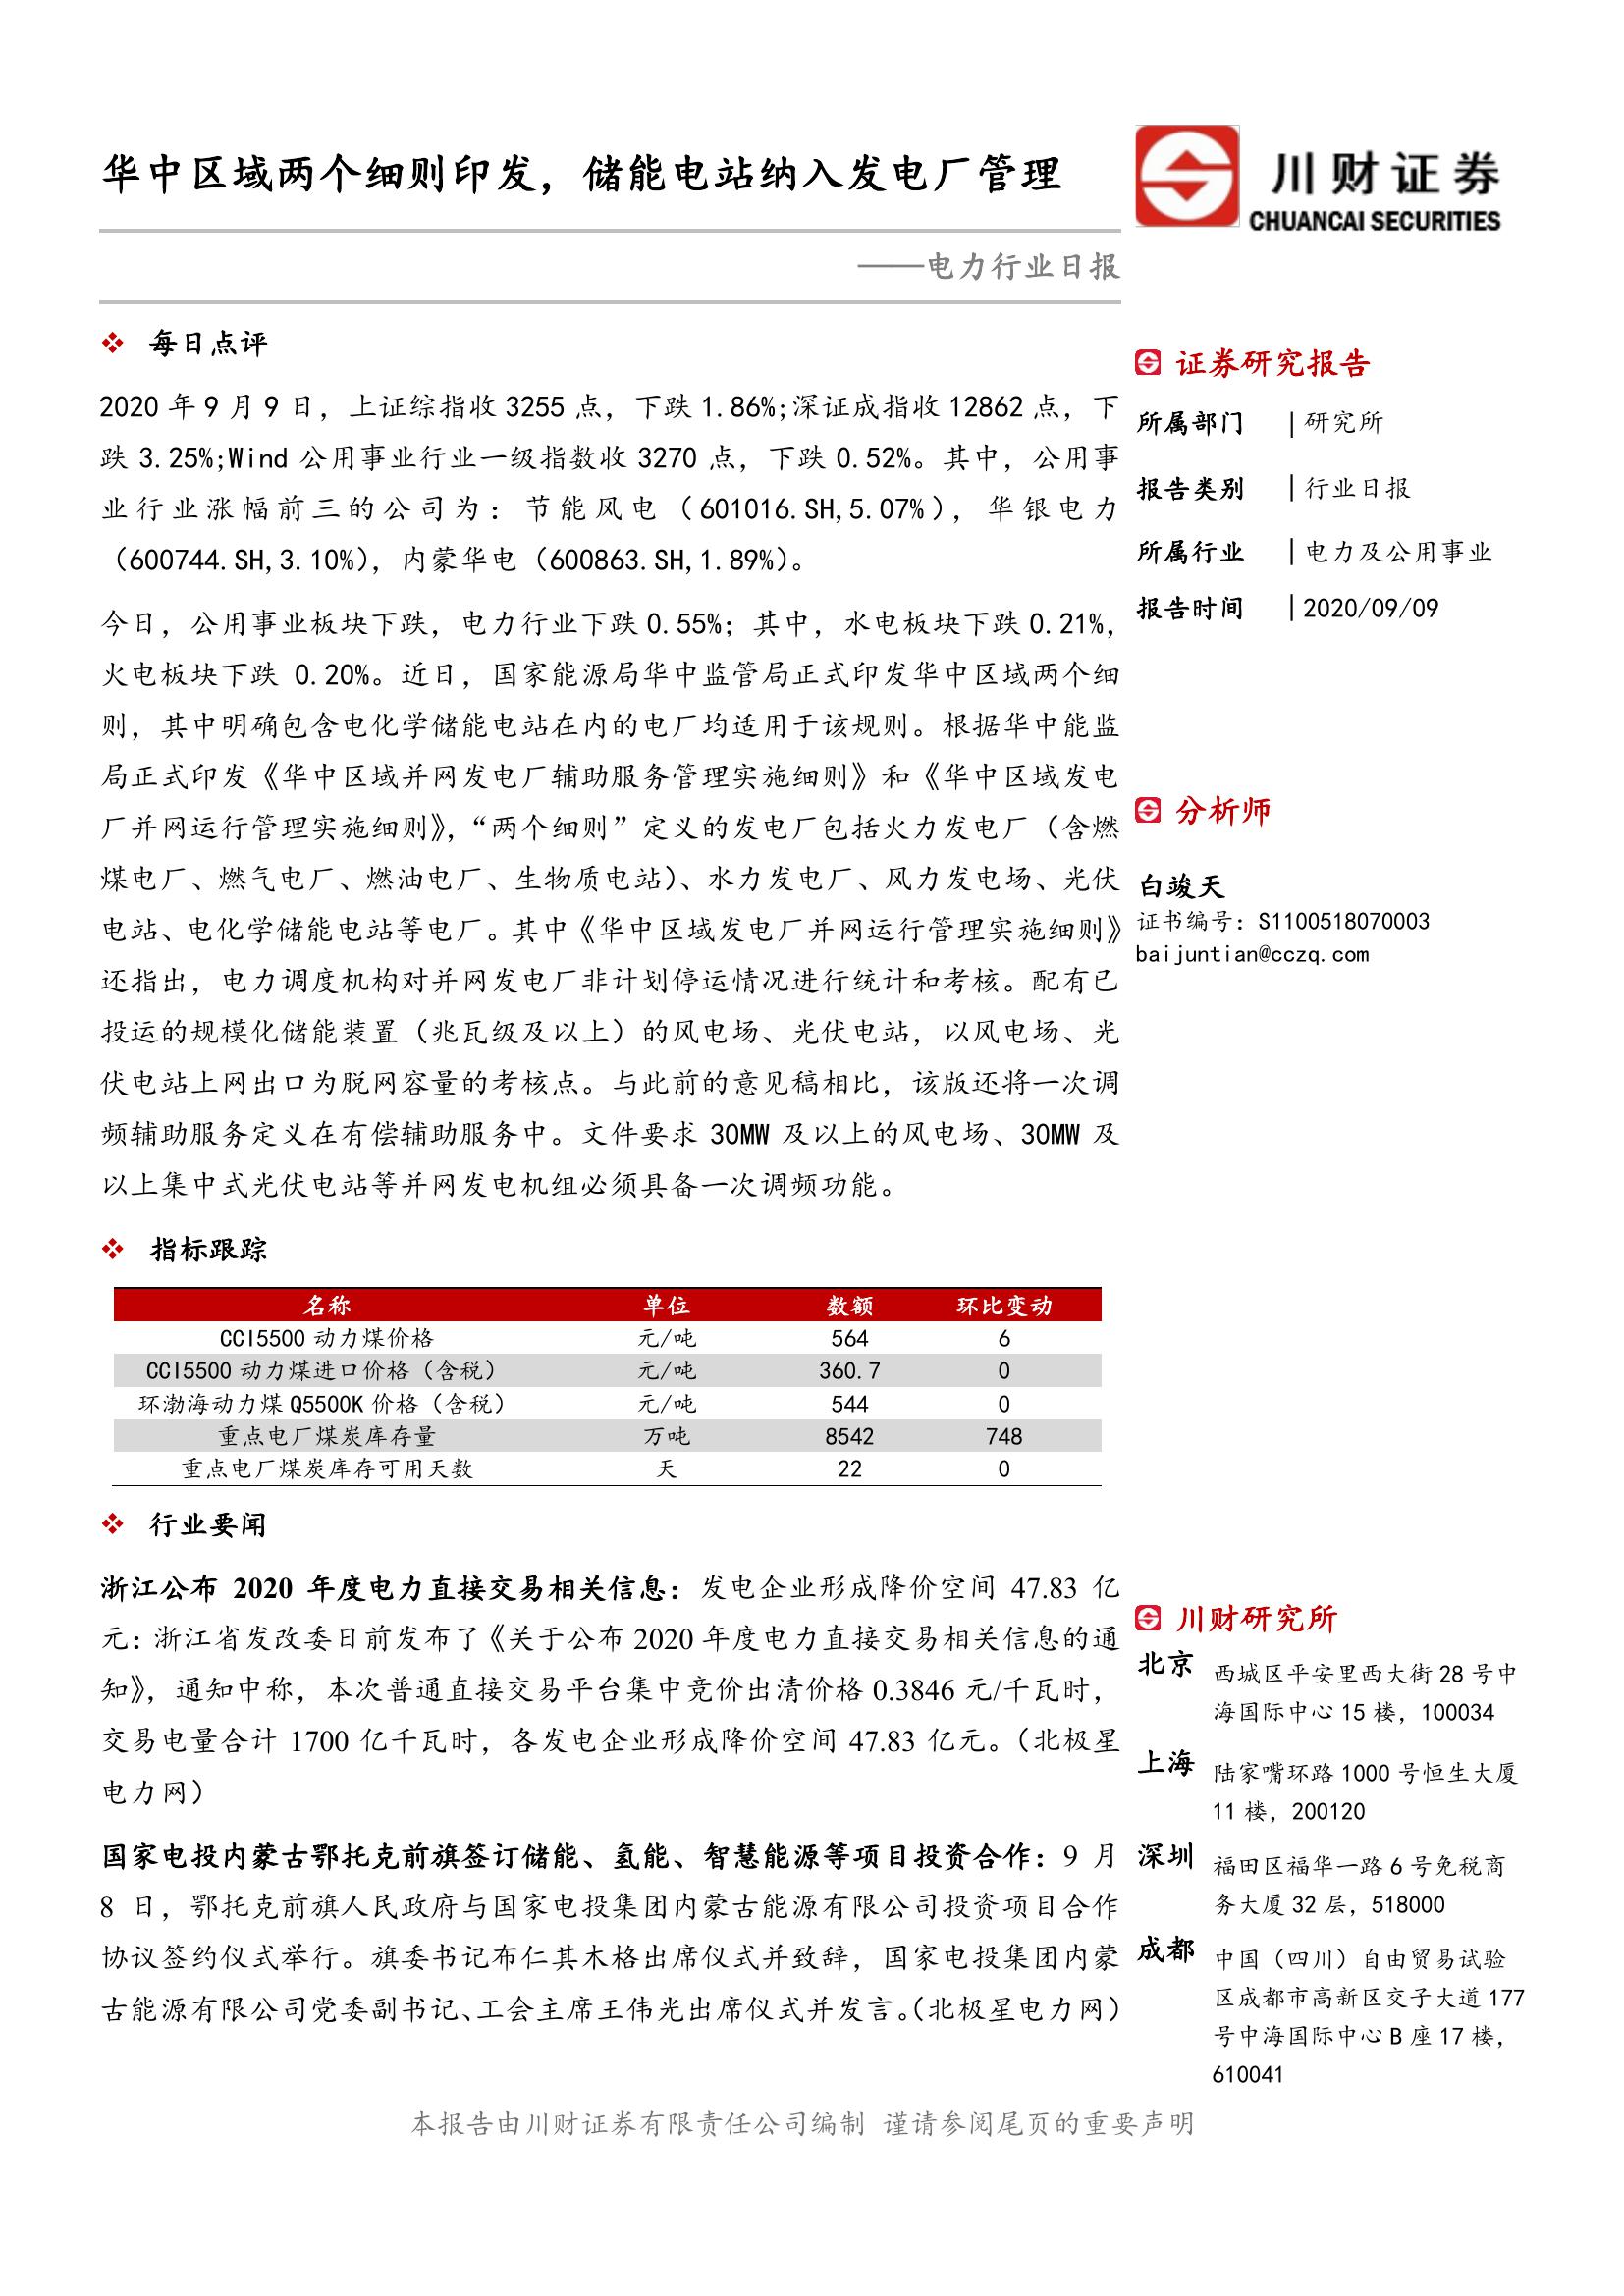 华中区域两个细则印发，储能电站纳入发电厂管理
——电力行业日报
川财证券
CHUANCAI SECURITIES
❖ 每日点评
2020 年 9 月 9 日，上证综指收 3255 点，下跌 1.86%;深证成指收 12862 点，下
跌 3.25%;Wind 公用事业行业一级指数收 3270 点，下跌 0.52%。其中，公用事
业行业涨幅前三的公司为：节能风电（601016.SH,5.07%），华银电力
（600744.SH,3.10%），内蒙华电（600863.SH,1.89%）。
今日，公用事业板块下跌，电力行业下跌 0.55%；其中，水电板块下跌 0.21%，
火电板块下跌 0.20%。近日，国家能源局华中监管局正式印发华中区域两个细
则，其中明确包含电化学储能电站在内的电厂均适用于该规则。根据华中能监
局正式印发《华中区域并网发电厂辅助服务管理实施细则》和《华中区域发电
厂并网运行管理实施细则》，“两个细则”定义的发电厂包括火力发电厂（含燃
煤电厂、燃气电厂、燃油电厂、生物质电站）、水力发电厂、风力发电场、光伏
电站、电化学储能电站等电厂。其中《华中区域发电厂并网运行管理实施细则》
还指出，电力调度机构对并网发电厂非计划停运情况进行统计和考核。配有已
投运的规模化储能装置（兆瓦级及以上）的风电场、光伏电站，以风电场、光
伏电站上网出口为脱网容量的考核点。与此前的意见稿相比，该版还将一次调
频辅助服务定义在有偿辅助服务中。文件要求 30MW 及以上的风电场、30MW 及
以上集中式光伏电站等并网发电机组必须具备一次调频功能。
❖ 指标跟踪
名称 单位 数额 环比变动
CCI5500 动力煤价格 元/吨 564 6
CCI5500 动力煤进口价格（含税） 元/吨 360.7 0
环渤海动力煤 Q5500K 价格（含税） 元/吨 544 0
重点电厂煤炭库存量 万吨 8542 748
重点电厂煤炭库存可用天数 天 22 0
❖ 行业要闻
浙江公布 2020 年度电力直接交易相关信息：发电企业形成降价空间 47.83 亿
元：浙江省发改委日前发布了《关于公布 2020 年度电力直接交易相关信息的通
知》，通知中称，本次普通直接交易平台集中竞价出清价格 0.3846 元/千瓦时，
交易电量合计 1700 亿千瓦时，各发电企业形成降价空间 47.83 亿元。（北极星
电力网）
国家电投内蒙古鄂托克前旗签订储能、氢能、智慧能源等项目投资合作：9 月
8 日，鄂托克前旗人民政府与国家电投集团内蒙古能源有限公司投资项目合作
协议签约仪式举行。旗委书记布仁其木格出席仪式并致辞，国家电投集团内蒙
古能源有限公司党委副书记、工会主席王伟光出席仪式并发言。（北极星电力网）
证券研究报告
所属部门 | 研究所
报告类别 | 行业日报
所属行业 | 电力及公用事业
报告时间 | 2020/09/09
分析师
白竣天
证书编号：S1100518070003
baijuntian@cczq.com
川财研究所
北京 西城区平安里西大街 28 号中
海国际中心 15 楼，100034
上海 陆家嘴环路 1000 号恒生大厦
11 楼，200120
深圳 福田区福华一路 6 号免税商
务大厦 32 层，518000
成都 中国（四川）自由贸易试验
区成都市高新区交子大道 177
号中海国际中心 B 座 17 楼，
610041
本报告由川财证券有限责任公司编制 谨请参阅尾页的重要声明